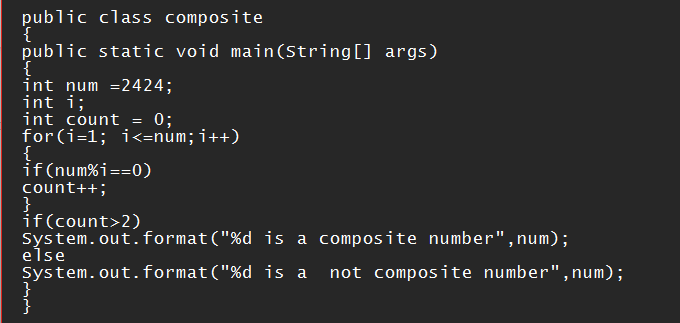 public class composite
{
public static void main(String[] args)
{
int num =2424;
int i;
int count = 0;
for(i=1; i<=num;i++)
{
if(num%i==0)
count++;
}
if(count>2)
System.out.format("%d is a composite number",num);
else
System.out.format("%d is a  not composite number",num);
}
}